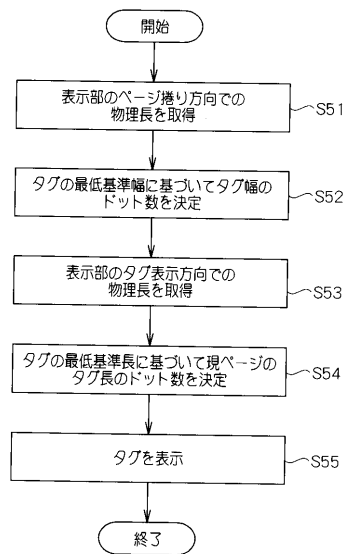 開始
表示部のページ捲り方向での
物理長を取得
S51
タグの最低基準幅に基づいてタグ幅の
ドット数を決定
S52
表示部のタグ表示方向での
物理長を取得
S53
タグの最低基準長に基づいて現ページの
タグ長のドット数を決定
S54
タグを表示
S55
終了